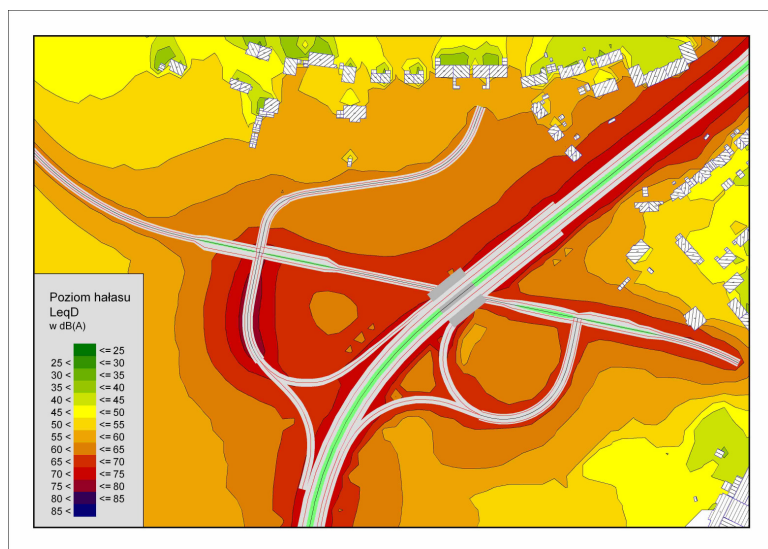 Poziom hałasu
LeqD
w dB(A)
<= 25
25 < <= 30
30 < <= 35
35 < <= 40
40 < <= 45
45 < <= 50
50 < <= 55
55 < <= 60
60 < <= 65
65 < <= 70
70 < <= 75
75 < <= 80
80 < <= 85
85 <